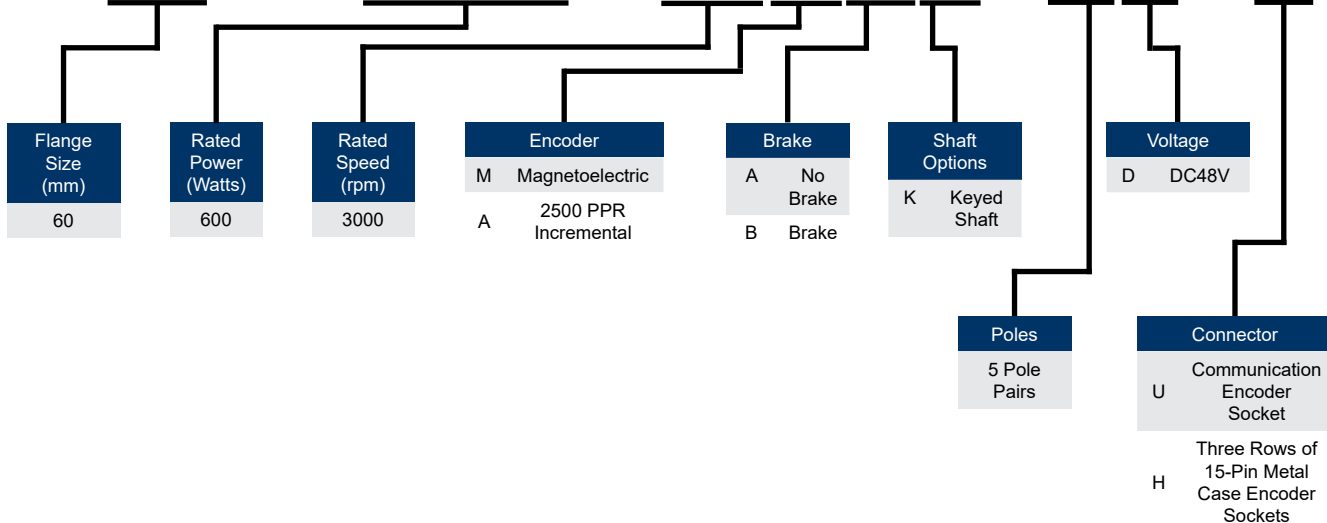 Flange
Size
(mm)
60
Rated
Power
(Watts)
600
Rated
Speed
(rpm)
3000
Encoder
M Magnetoelectric
A 2500 PPR
Incremental
Brake
A No
Brake
B Brake
Shaft
Options
K Keyed
Shaft
Voltage
D DC48V
Poles
5 Pole
Pairs
Connector
U Communication
Encoder
Socket
H Three Rows of
15-Pin Metal
Case Encoder
Sockets